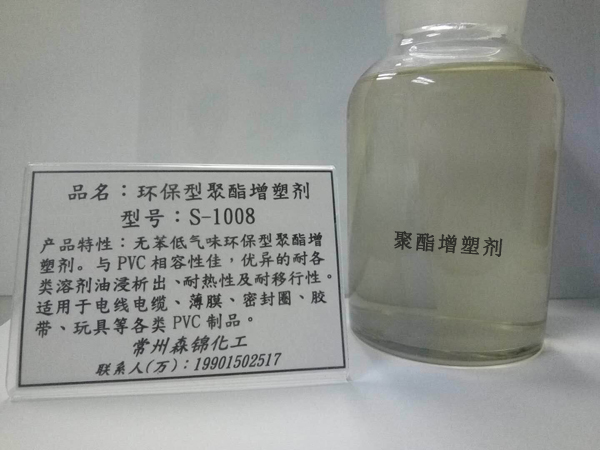 品名：环保型聚酯增塑剂
型号：S-1008
产品特性：无苯低气味环保型聚酯增
塑剂。与PVC相容性佳，优异的耐各
类溶剂油浸析出、耐热性及耐移行性。
适用于电线电缆、薄膜、密封圈、胶
带、玩具等各类PVC制品。
常州森锦化工
联系人(万)：19901502517
聚酯增塑剂